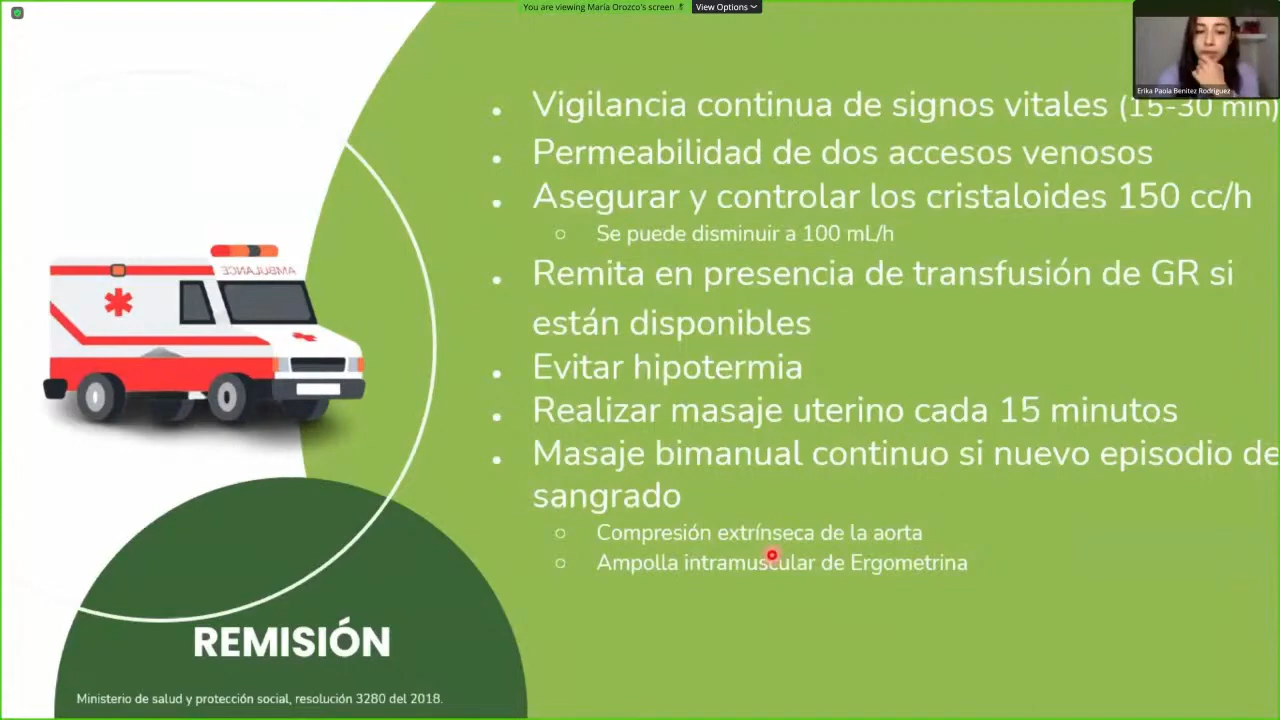 You are viewing María Orozco's screen
View Options
Erika Paola Benitez Rodriguez
Vigilancia continua de signos vitales (15-30 min)
Permeabilidad de dos accesos venosos
Asegurar y controlar los cristaloides 150 cc/h
Se puede disminuir a 100 mL/h
Remita en presencia de transfusión de GR si
están disponibles
Evitar hipotermia
Realizar masaje uterino cada 15 minutos
Masaje bimanual continuo si nuevo episodio de
sangrado
Compresión extrínseca de la aorta
Ampolla intramuscular de Ergometrina
AMBULANCE
REMISIÓN
Ministerio de salud y protección social, resolución 3280 del 2018.